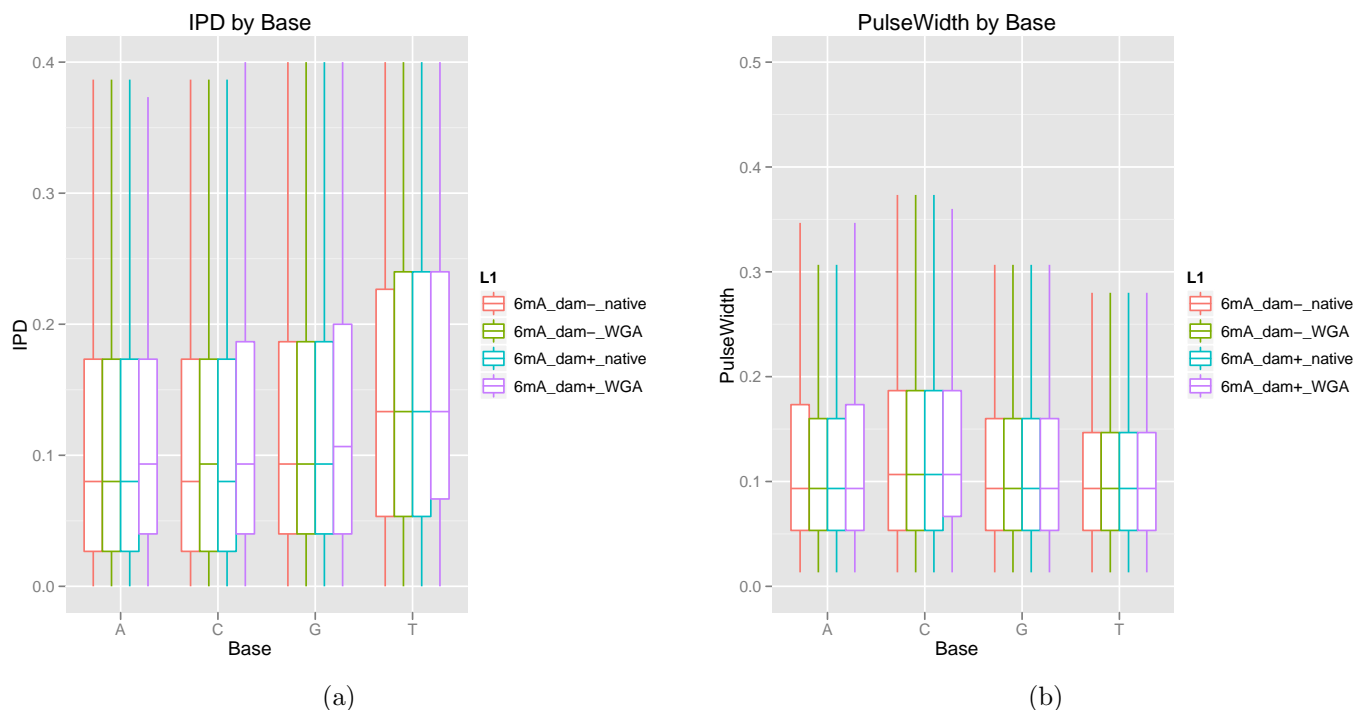 IPD by Base
0.4
0.3
0.2
0.1
0.0
IPD
A C G T
Base
L1
6mA_dam−_native
6mA_dam−_WGA
6mA_dam+_native
6mA_dam+_WGA
(a)
PulseWidth by Base
0.5
0.4
0.3
0.2
0.1
0.0
PulseWidth
A C G T
Base
L1
6mA_dam−_native
6mA_dam−_WGA
6mA_dam+_native
6mA_dam+_WGA
(b)